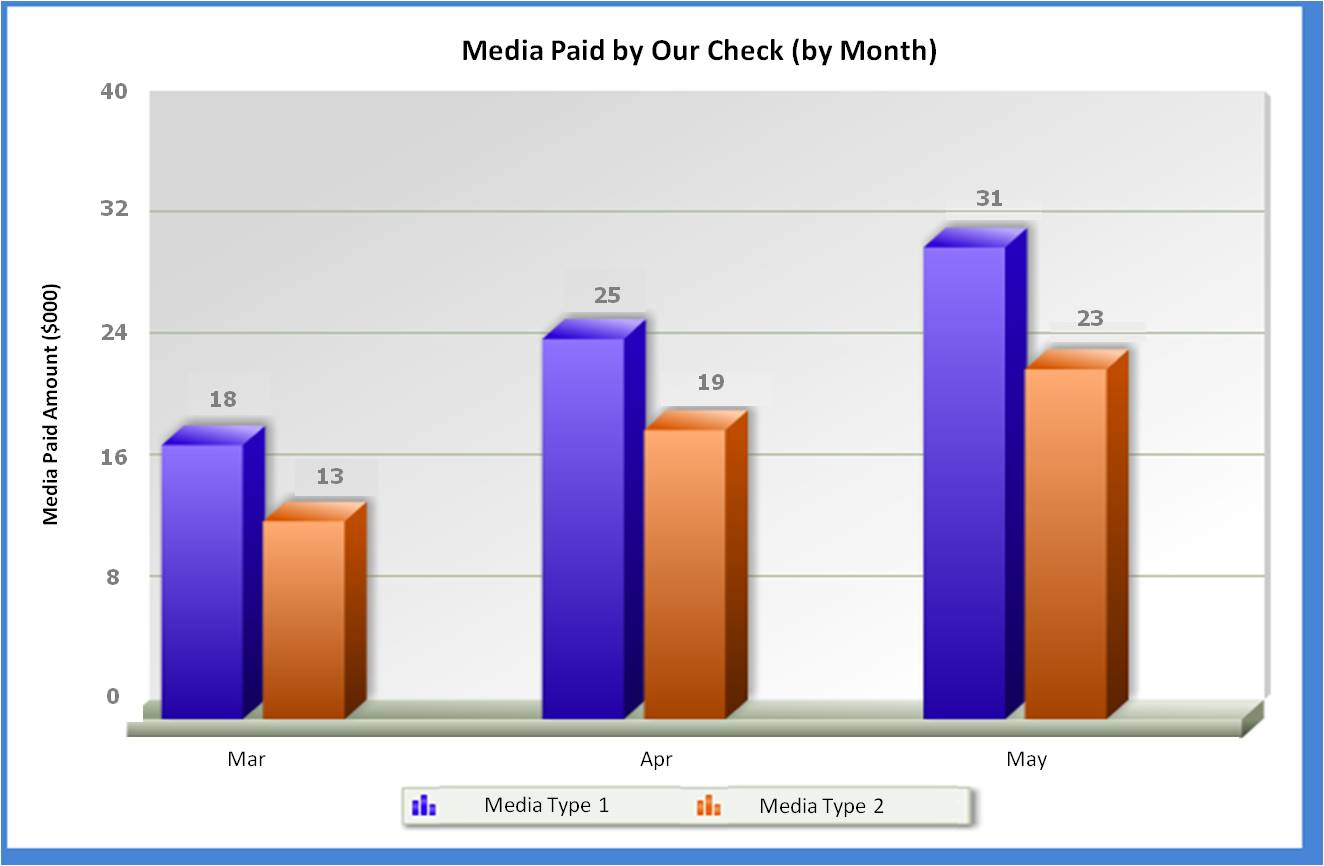 Media Paid by Our Check (by Month)
40
32
24
16
8
0
Media Paid Amount ($000)
18
13
25
19
31
23
Mar
Apr
May
Media Type 1
Media Type 2